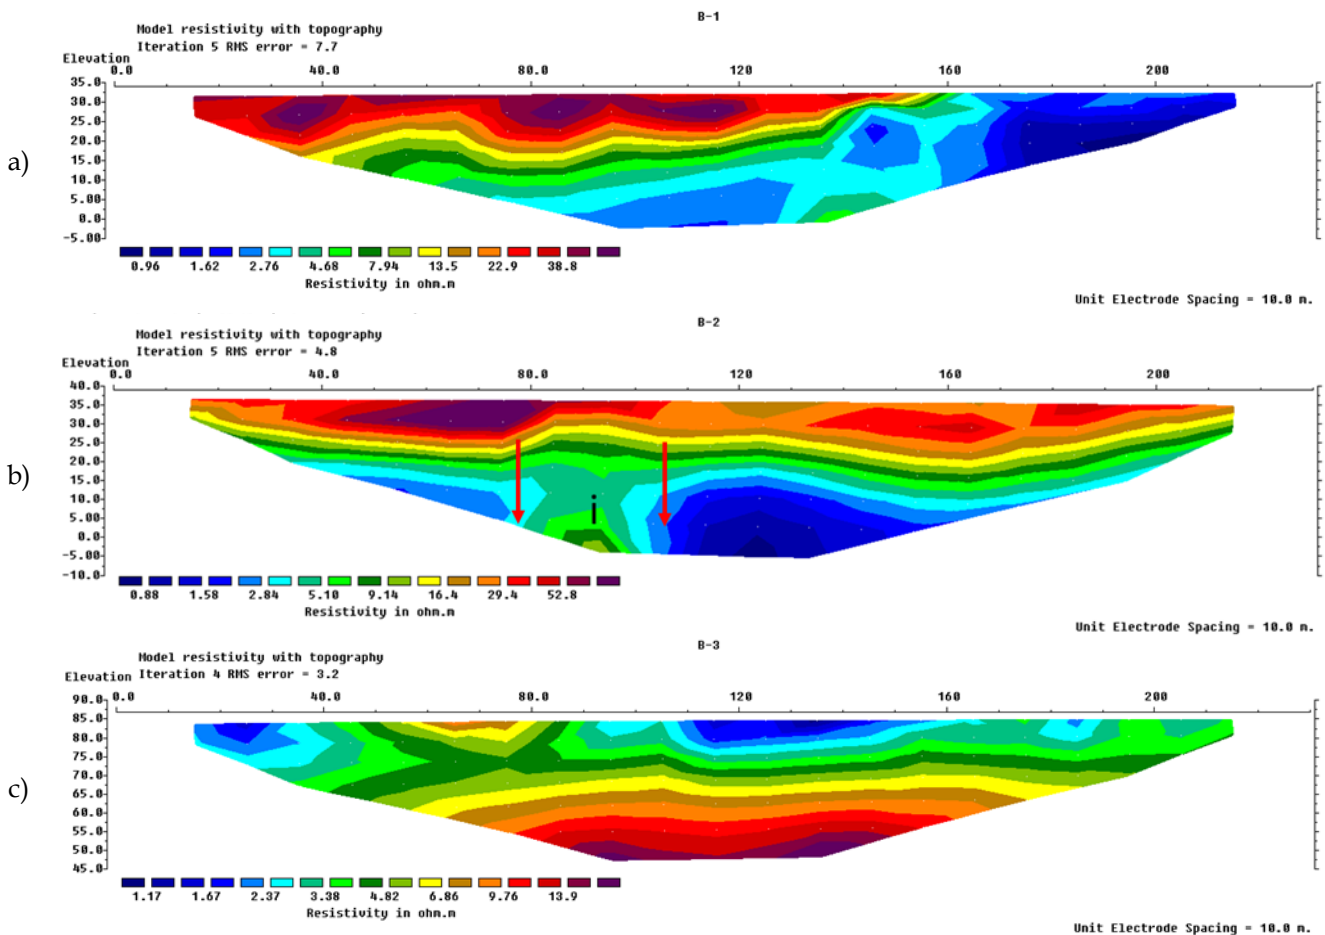 B-1
Model resistivity with topography
Iteration 5 RMS error = 7.7
Elevation
0.0 40.0 80.0 120 160 200
35.0
30.0
25.0
20.0
15.0
10.0
5.00
0.0
-5.00
a)
0.96 1.62 2.76 4.68 7.94 13.5 22.9 38.8
Resistivity in ohm.m
Unit Electrode Spacing = 10.0 m.
B-2
Model resistivity with topography
Iteration 5 RMS error = 4.8
Elevation
0.0 40.0 80.0 120 160 200
40.0
30.0
25.0
20.0
15.0
10.0
5.00
0.0
-5.00
-10.0
b)
i
0.88 1.58 2.84 5.10 9.14 16.4 29.4 52.8
Resistivity in ohm.m
Unit Electrode Spacing = 10.0 m.
B-3
Model resistivity with topography
Elevation Iteration 4 RMS error = 3.2
0.0 40.0 80.0 120 160 200
90.0
85.0
80.0
75.0
70.0
65.0
60.0
55.0
50.0
45.0
c)
1.17 1.67 2.37 3.38 4.82 6.86 9.76 13.9
Resistivity in ohm.m
Unit Electrode Spacing = 10.0 m.